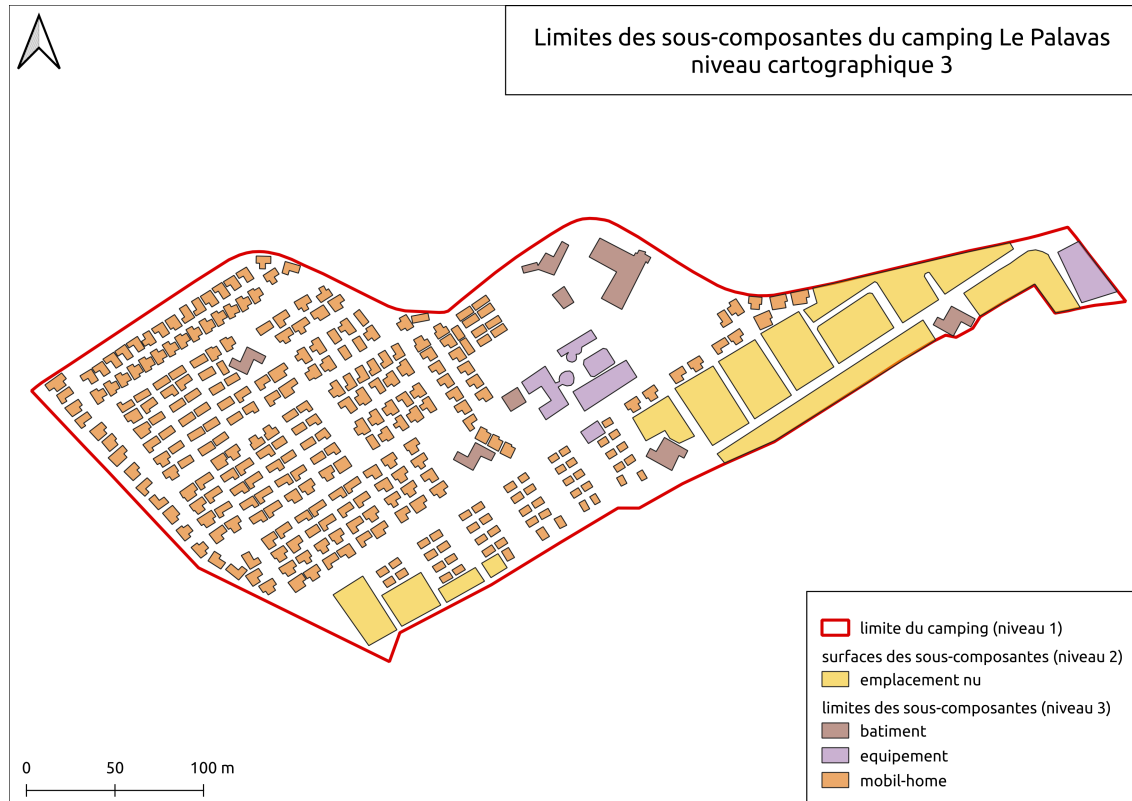 Limites des sous-composantes du camping Le Palavas
niveau cartographique 3
limite du camping (niveau 1)
surfaces des sous-composantes (niveau 2)
emplacement nu
limites des sous-composantes (niveau 3)
batiment
equipement
mobil-home
0 50 100 m